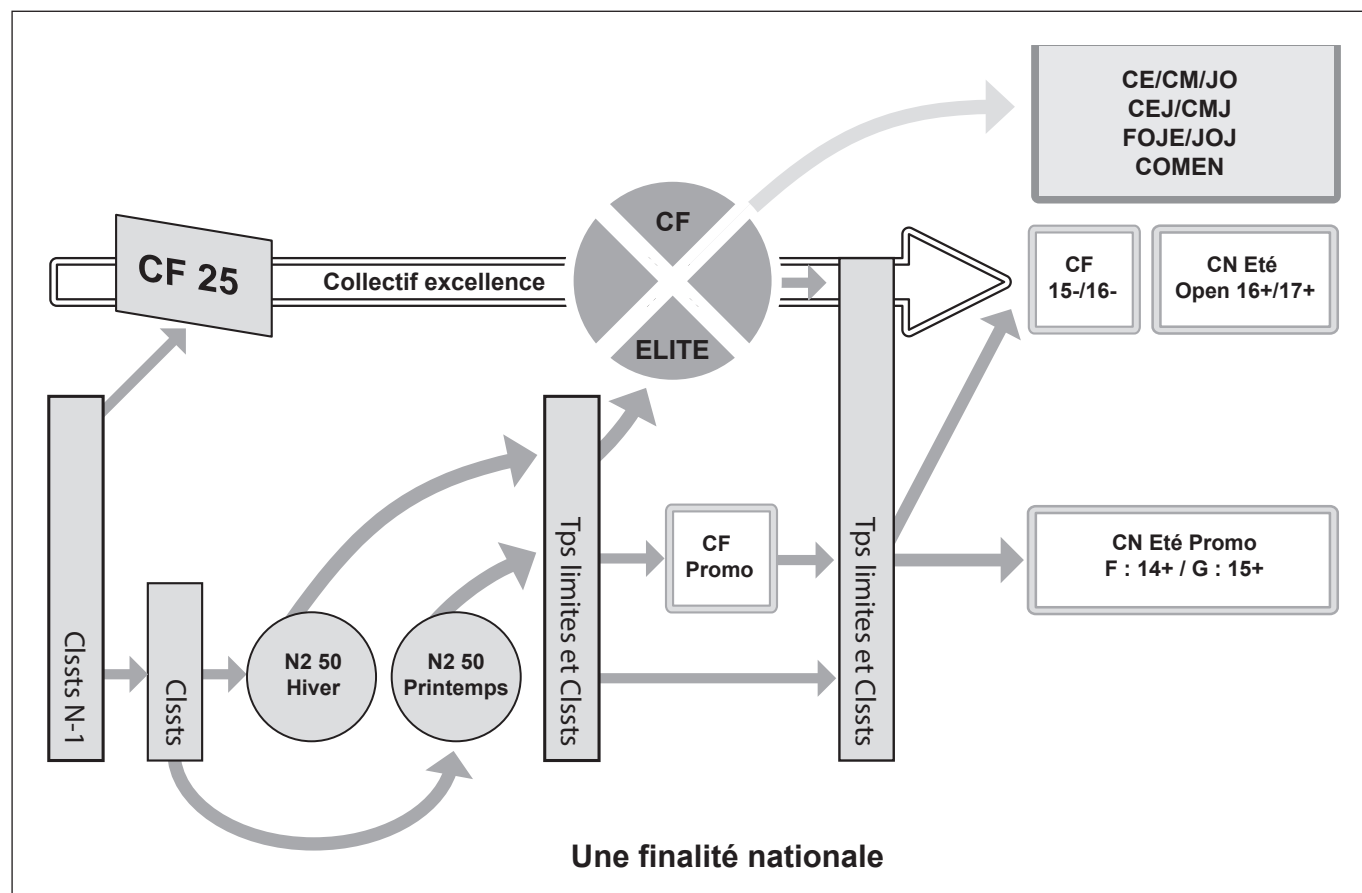 CE/CM/JO
CEJ/CMJ
FOJE/JOJ
COMEN
CF 25
Collectif excellence
CF
ELITE
CF
15-/16-
CN Eté
Open 16+/17+
Clssts N-1
Clssts
N2 50
Hiver
N2 50
Printemps
Tps limites et Clssts
CF
Promo
Tps limites et Clssts
CN Eté Promo
F : 14+ / G : 15+
Une finalité nationale